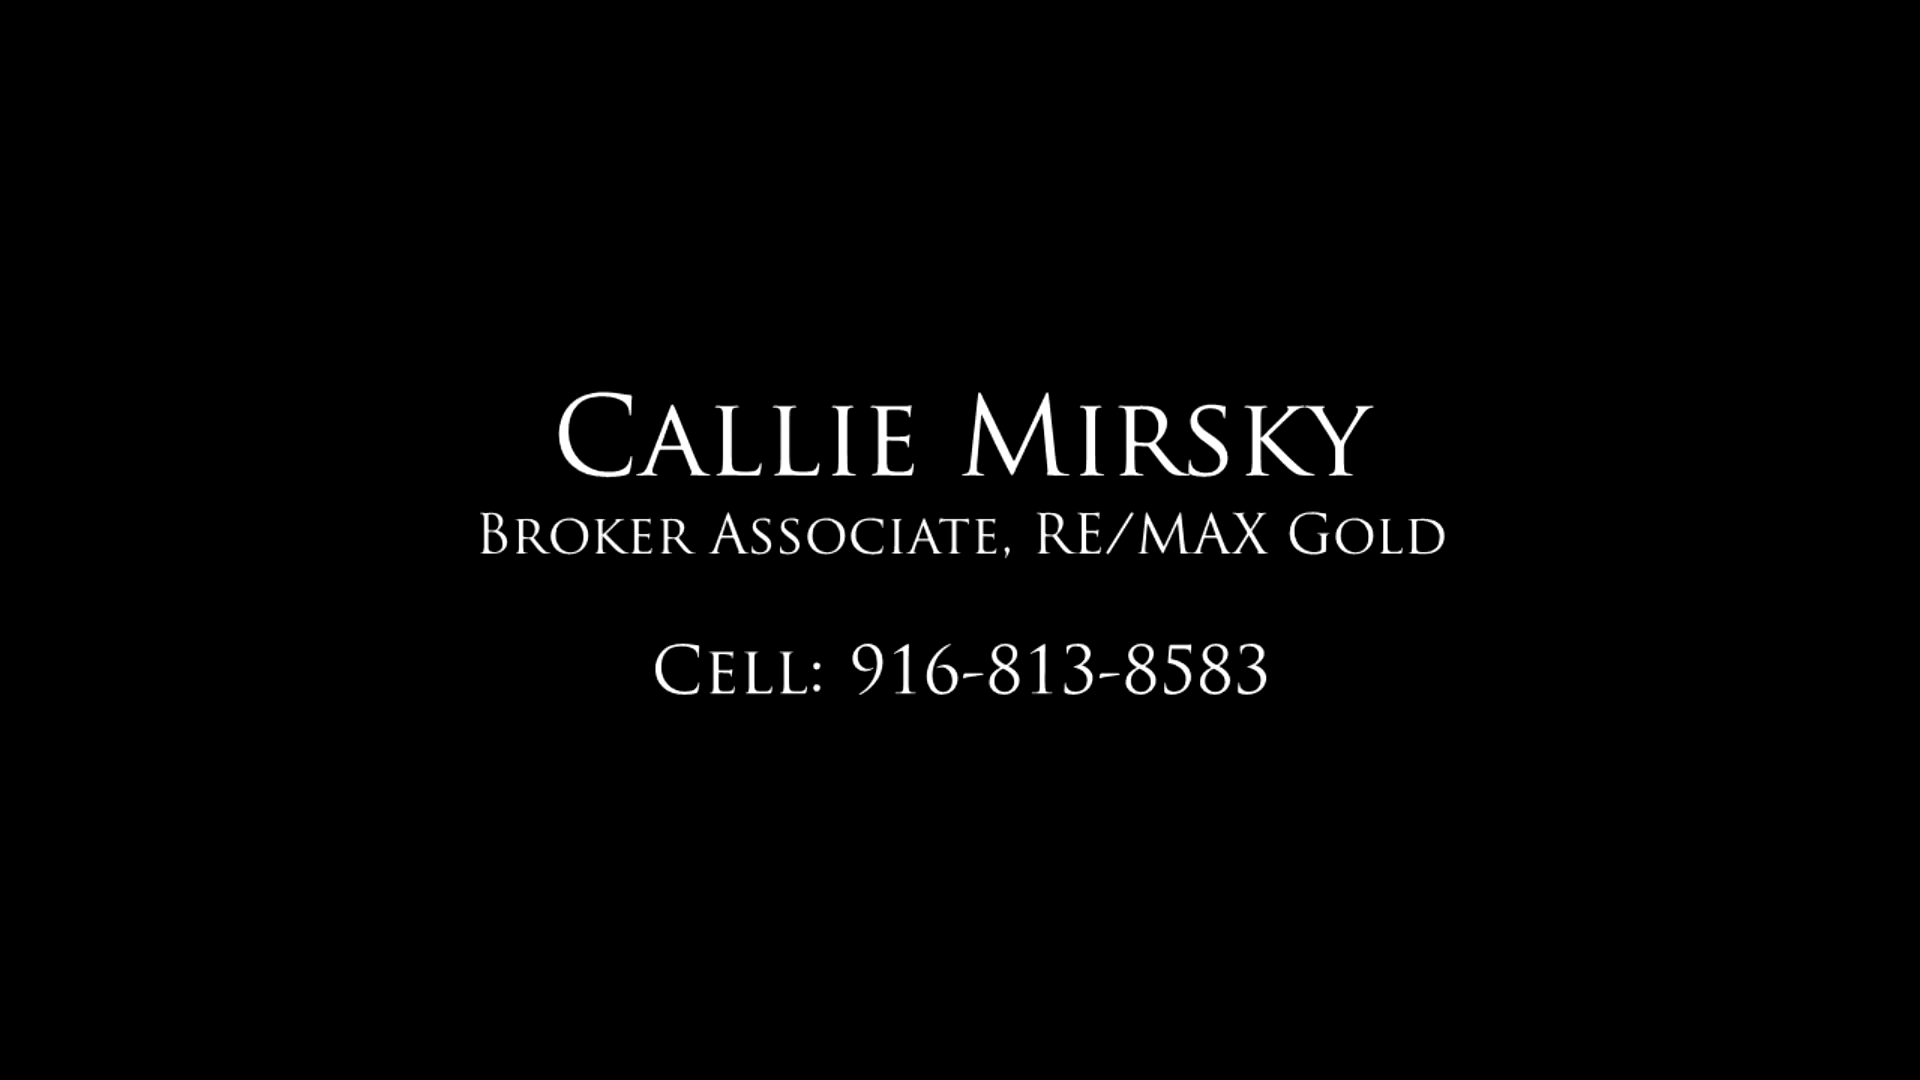 Callie Mirsky
Broker Associate, RE/MAX Gold
Cell: 916-813-8583